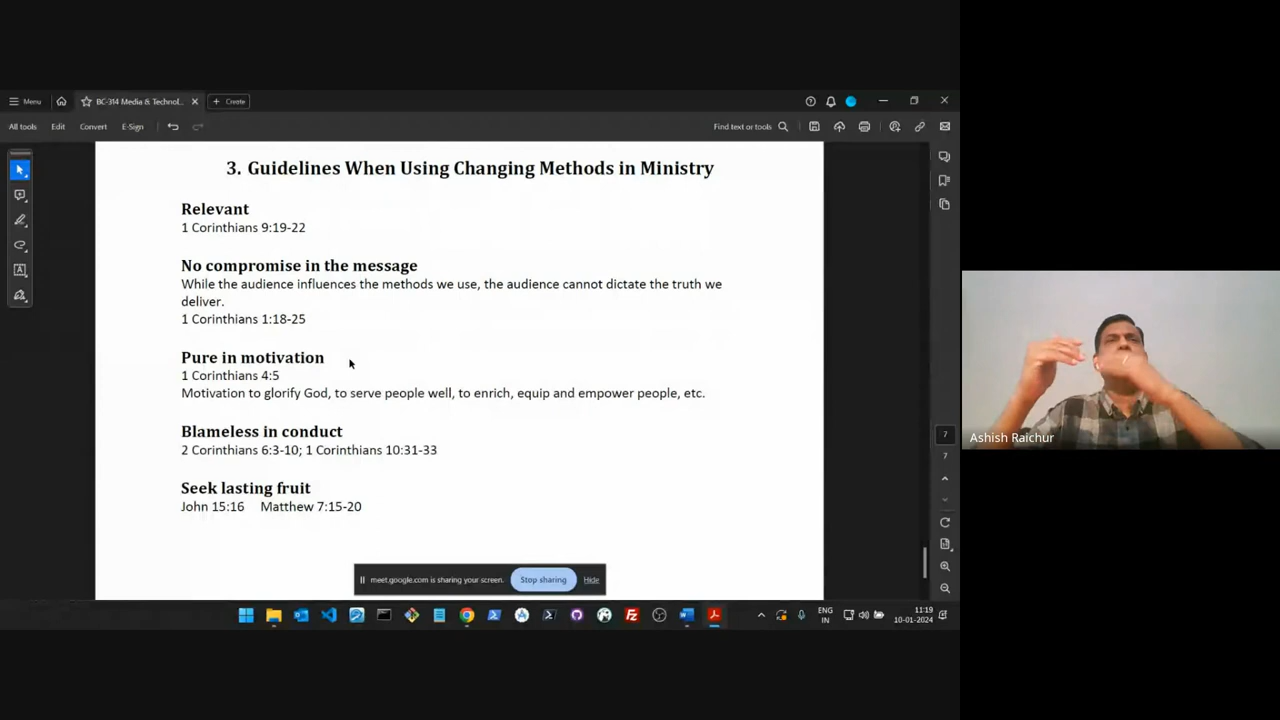 Menu
BC-314 Media & Technol...
Create
All tools
Edit
Convert
E-Sign
Find text or tools
3. Guidelines When Using Changing Methods in Ministry
Relevant
1 Corinthians 9:19-22
No compromise in the message
While the audience influences the methods we use, the audience cannot dictate the truth we
deliver.
1 Corinthians 1:18-25
Pure in motivation
1 Corinthians 4:5
Motivation to glorify God, to serve people well, to enrich, equip and empower people, etc.
Blameless in conduct
2 Corinthians 6:3-10; 1 Corinthians 10:31-33
Seek lasting fruit
John 15:16 Matthew 7:15-20
7
7
Ashish Raichur
meet.google.com is sharing your screen.
Stop sharing
Hide
ENG
IN
11:19
10-01-2024